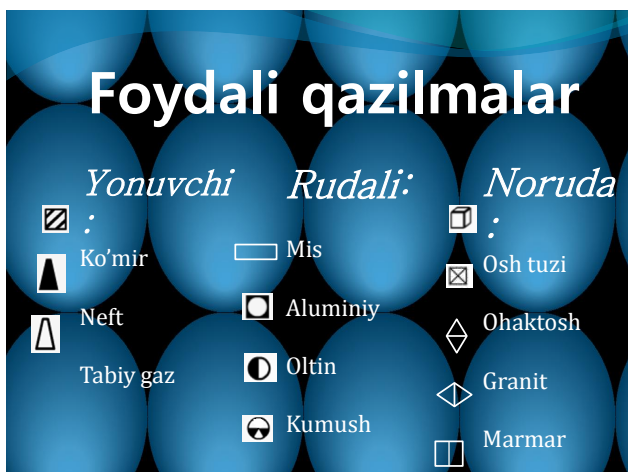 Foydali qazilmalar
Yonuvchi
:
Ko’mir
Neft
Tabiy gaz
Rudali:
Mis
Aluminiy
Oltin
Kumush
Noruda
:
Osh tuzi
Ohaktosh
Granit
Marmar